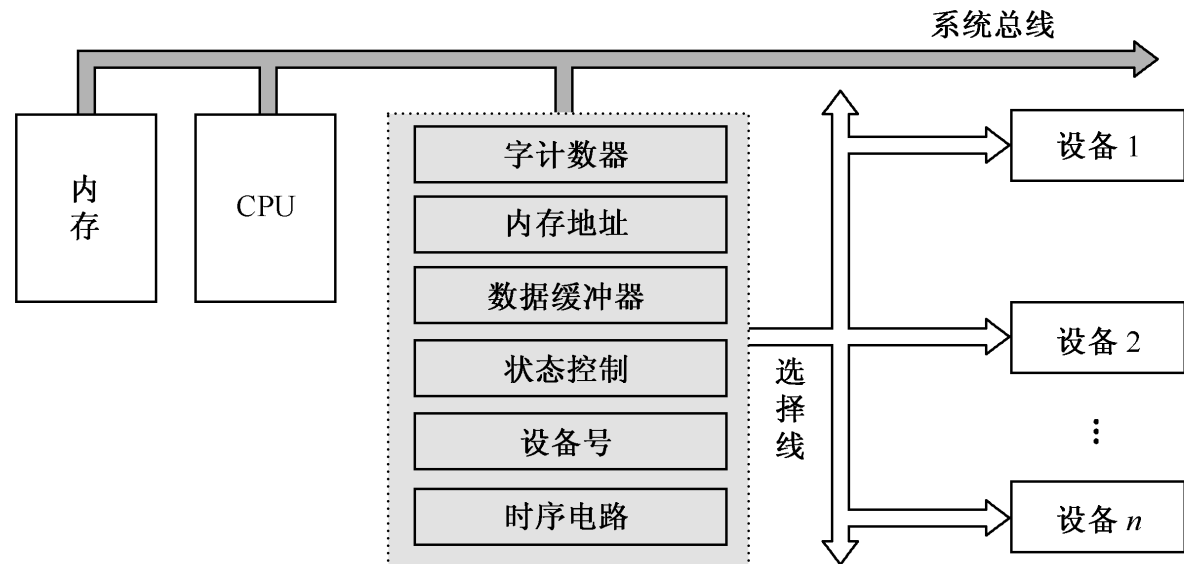 系统总线
内存
CPU
字计数器
内存地址
数据缓冲器
状态控制
设备号
时序电路
选择线
设备 1
设备 2
⋮
设备 n